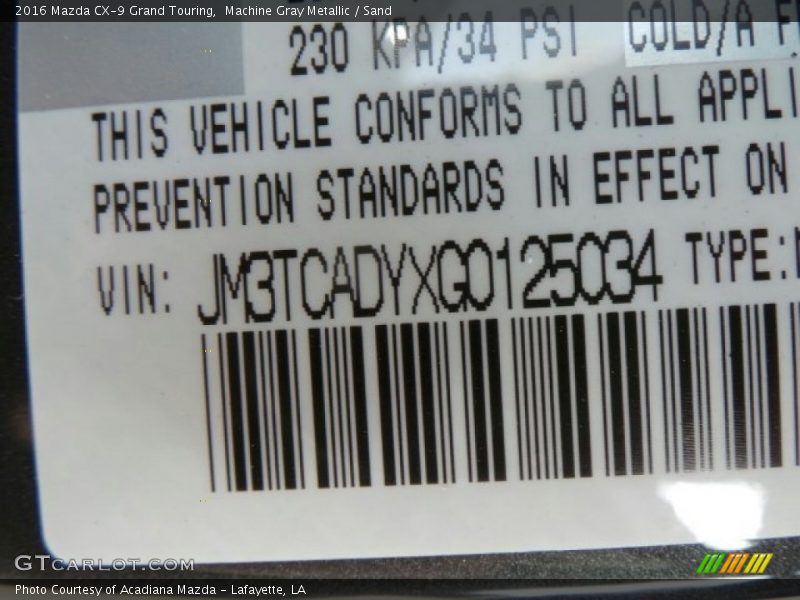 2016 Mazda CX-9 Grand Touring, Machine Gray Metallic / Sand
230 KPA/34 PSI COLD/A
THIS VEHICLE CONFORMS TO ALL APPLI
PREVENTION STANDARDS IN EFFECT ON
VIN: JM3TCADYXG0125034 TYPE:
GTCARLOT.COM
Photo Courtesy of Acadiana Mazda - Lafayette, LA